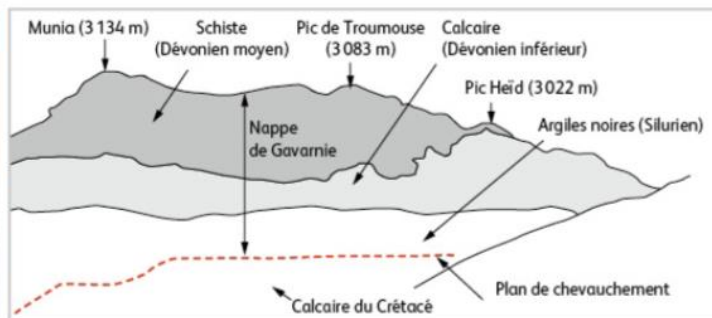 Munia (3 134 m)
Schiste
(Dévonien moyen)
Pic de Troumouse
(3 083 m)
Calcaire
(Dévonien inférieur)
Pic Heïd (3 022 m)
Argiles noires (Silurien)
Nappe
de Gavarnie
Plan de chevauchement
Calcaire du Crétacé